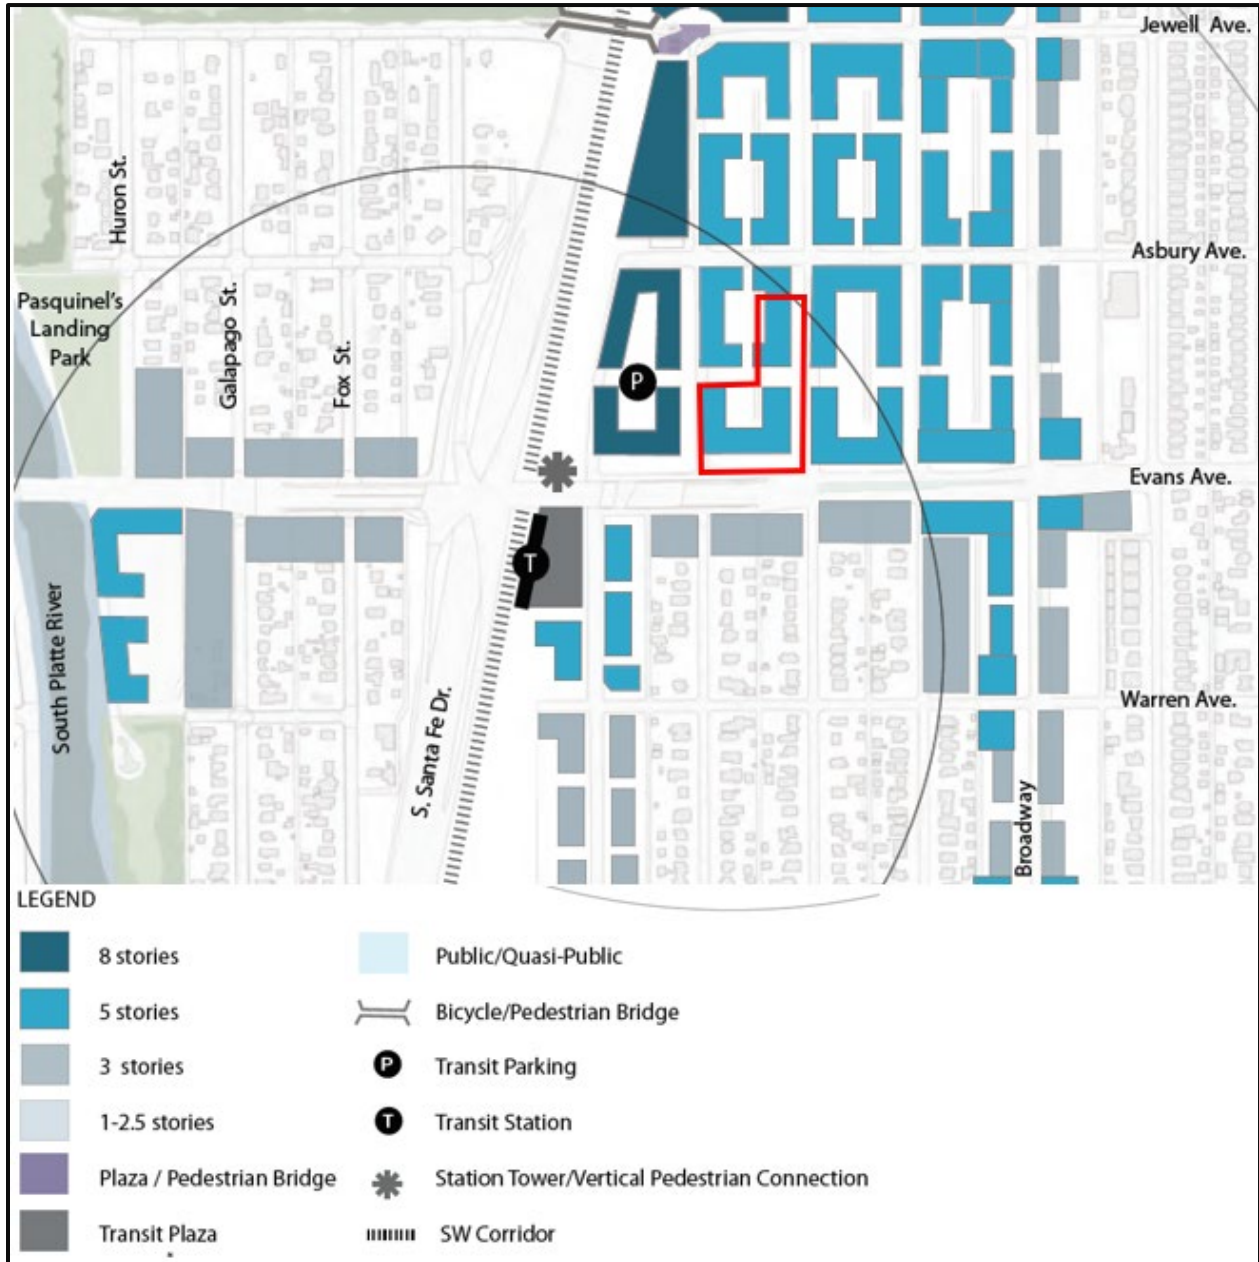 Jewell Ave.
Huron St.
Asbury Ave.
Pasquinel's
Landing
Park
Galapago St.
Fox St.
P
Evans Ave.
T
South Platte River
S. Santa Fe Dr.
Warren Ave.
Broadway
LEGEND
8 stories
5 stories
3 stories
1-2.5 stories
Plaza / Pedestrian Bridge
Transit Plaza
Public/Quasi-Public
Bicycle/Pedestrian Bridge
P Transit Parking
T Transit Station
Station Tower/Vertical Pedestrian Connection
SW Corridor